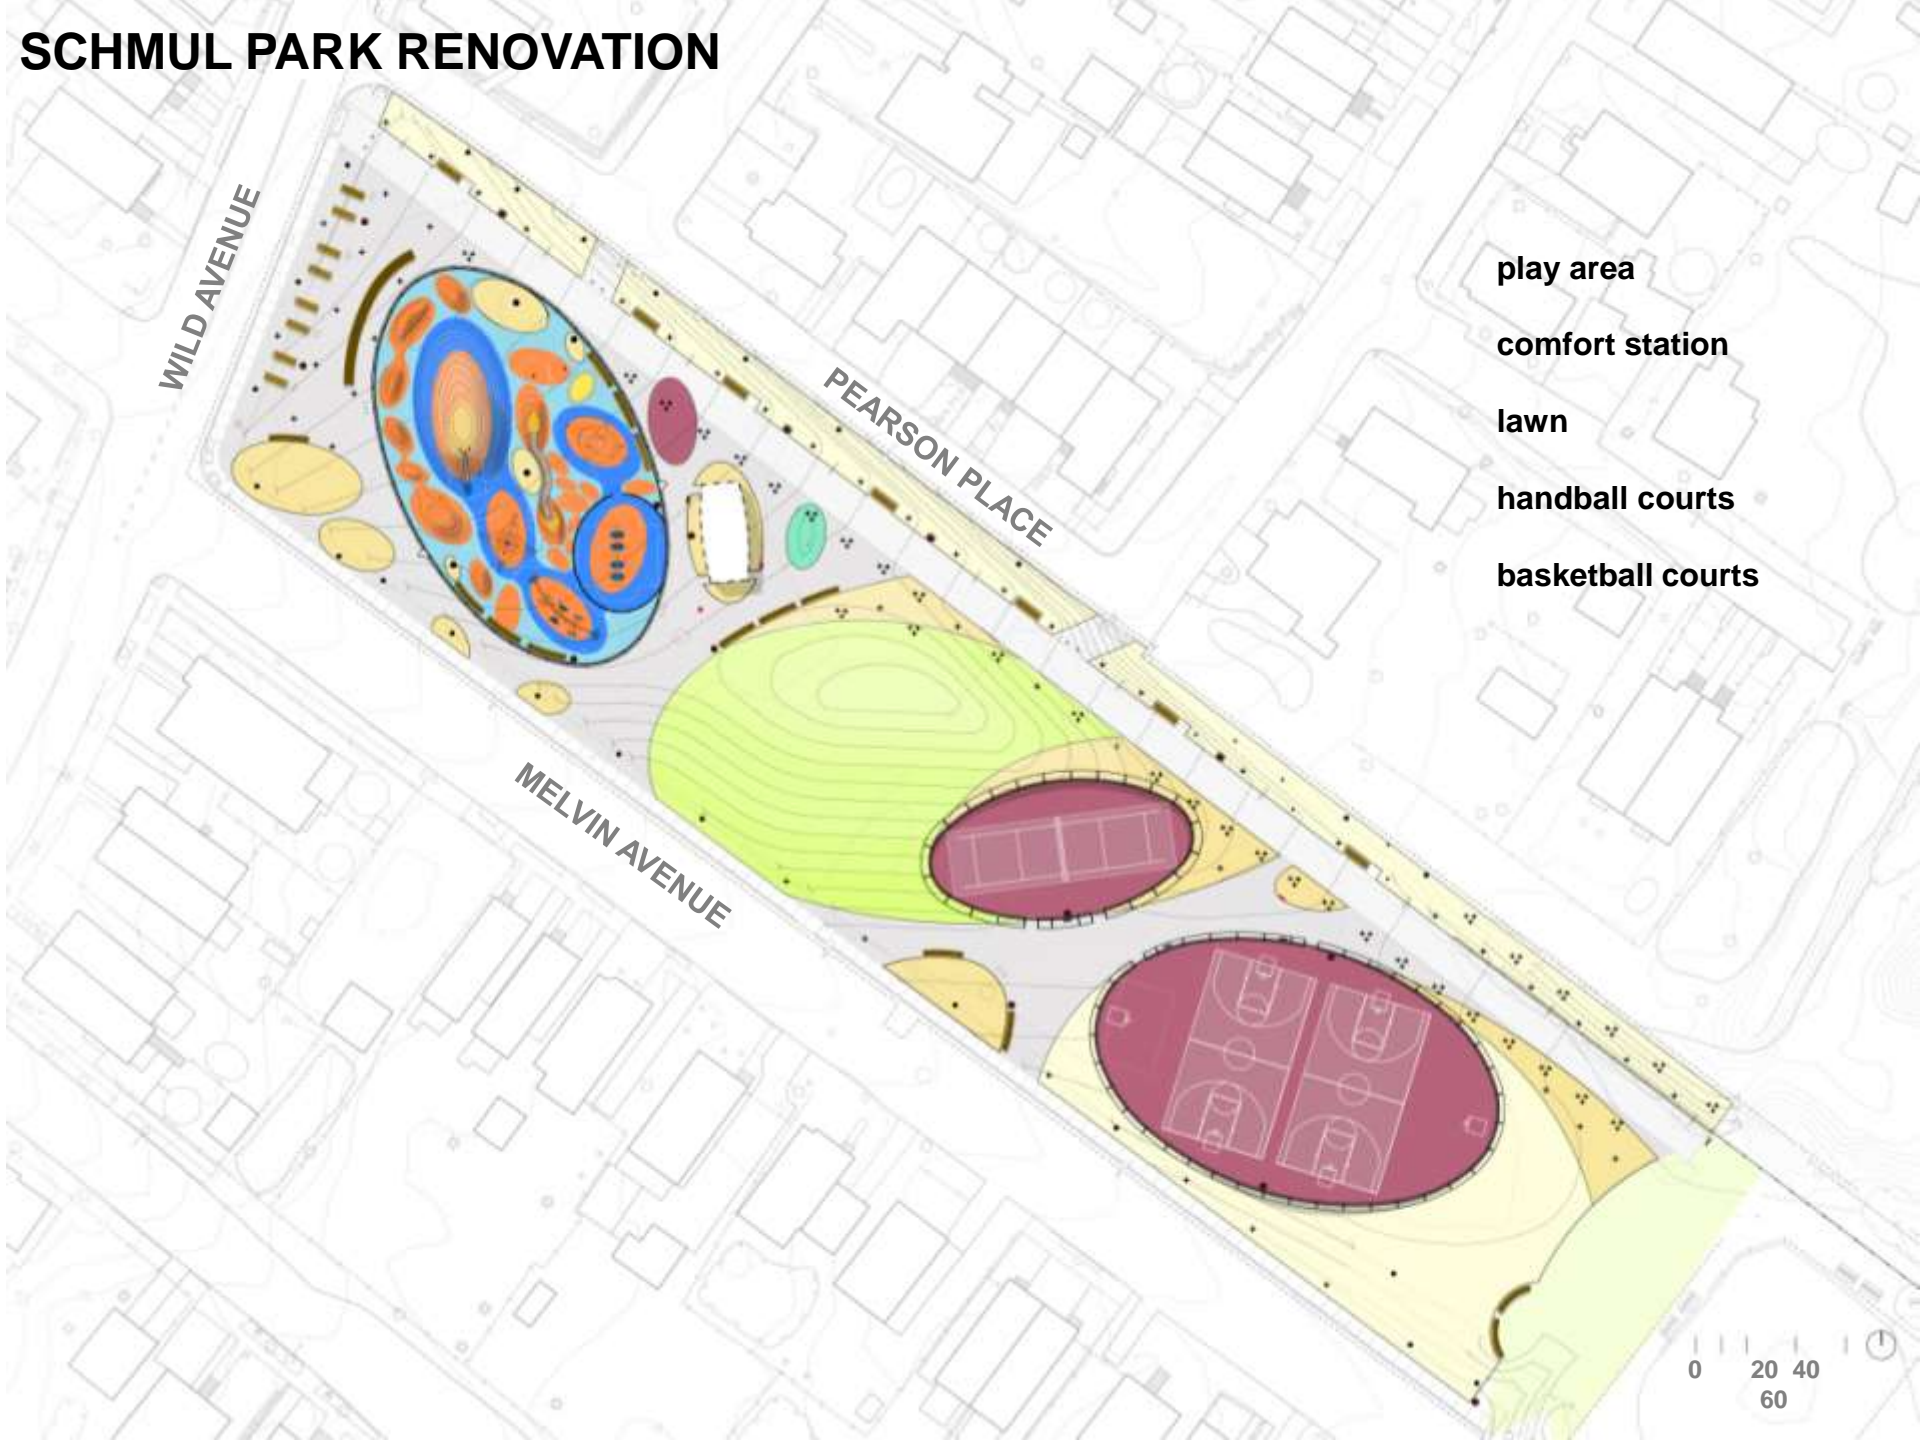 SCHMUL PARK RENOVATION
WILD AVENUE
PEARSON PLACE
MELVIN AVENUE
play area
comfort station
lawn
handball courts
basketball courts
0 20 40
60